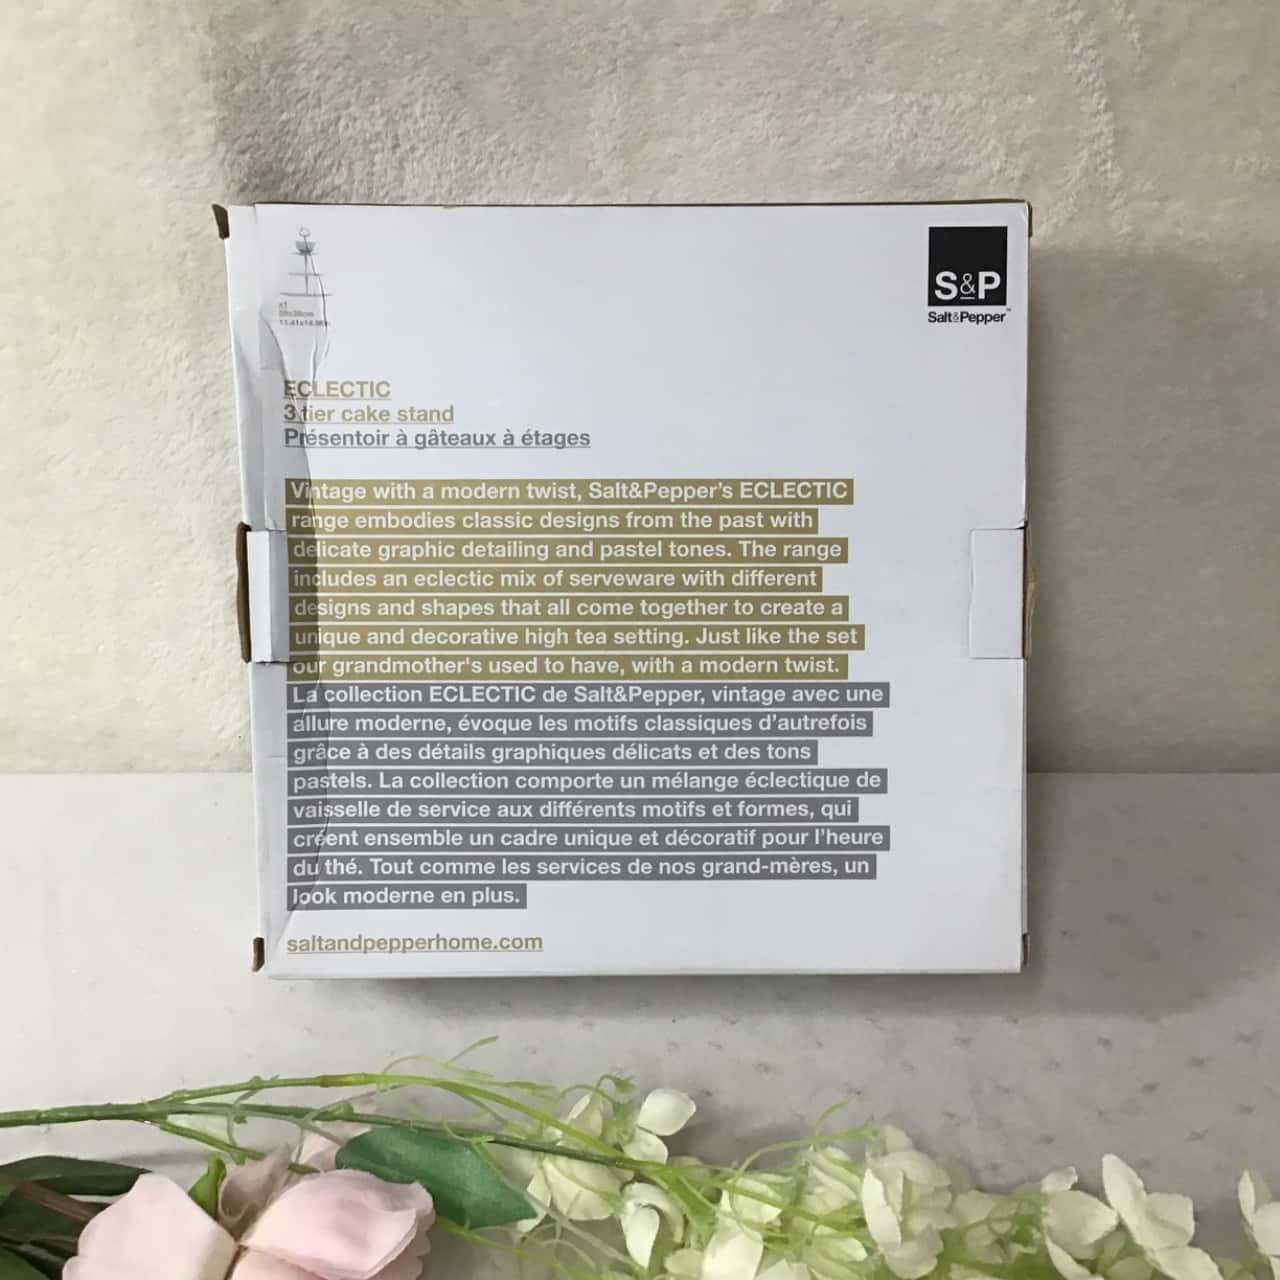 S&P
Salt&Pepper™
x1
ECLECTIC
3 tier cake stand
Présentoir à gâteaux à étages
Vintage with a modern twist, Salt&Pepper's ECLECTIC
range embodies classic designs from the past with
delicate graphic detailing and pastel tones. The range
includes an eclectic mix of serveware with different
designs and shapes that all come together to create a
unique and decorative high tea setting. Just like the set
our grandmother's used to have, with a modern twist.
La collection ECLECTIC de Salt&Pepper, vintage avec une
allure moderne, évoque les motifs classiques d'autrefois
grâce à des détails graphiques délicats et des tons
pastels. La collection comporte un mélange éclectique de
vaisselle de service aux différents motifs et formes, qui
créent ensemble un cadre unique et décoratif pour l'heure
du thé. Tout comme les services de nos grand-mères, un
look moderne en plus.
saltandpepperhome.com